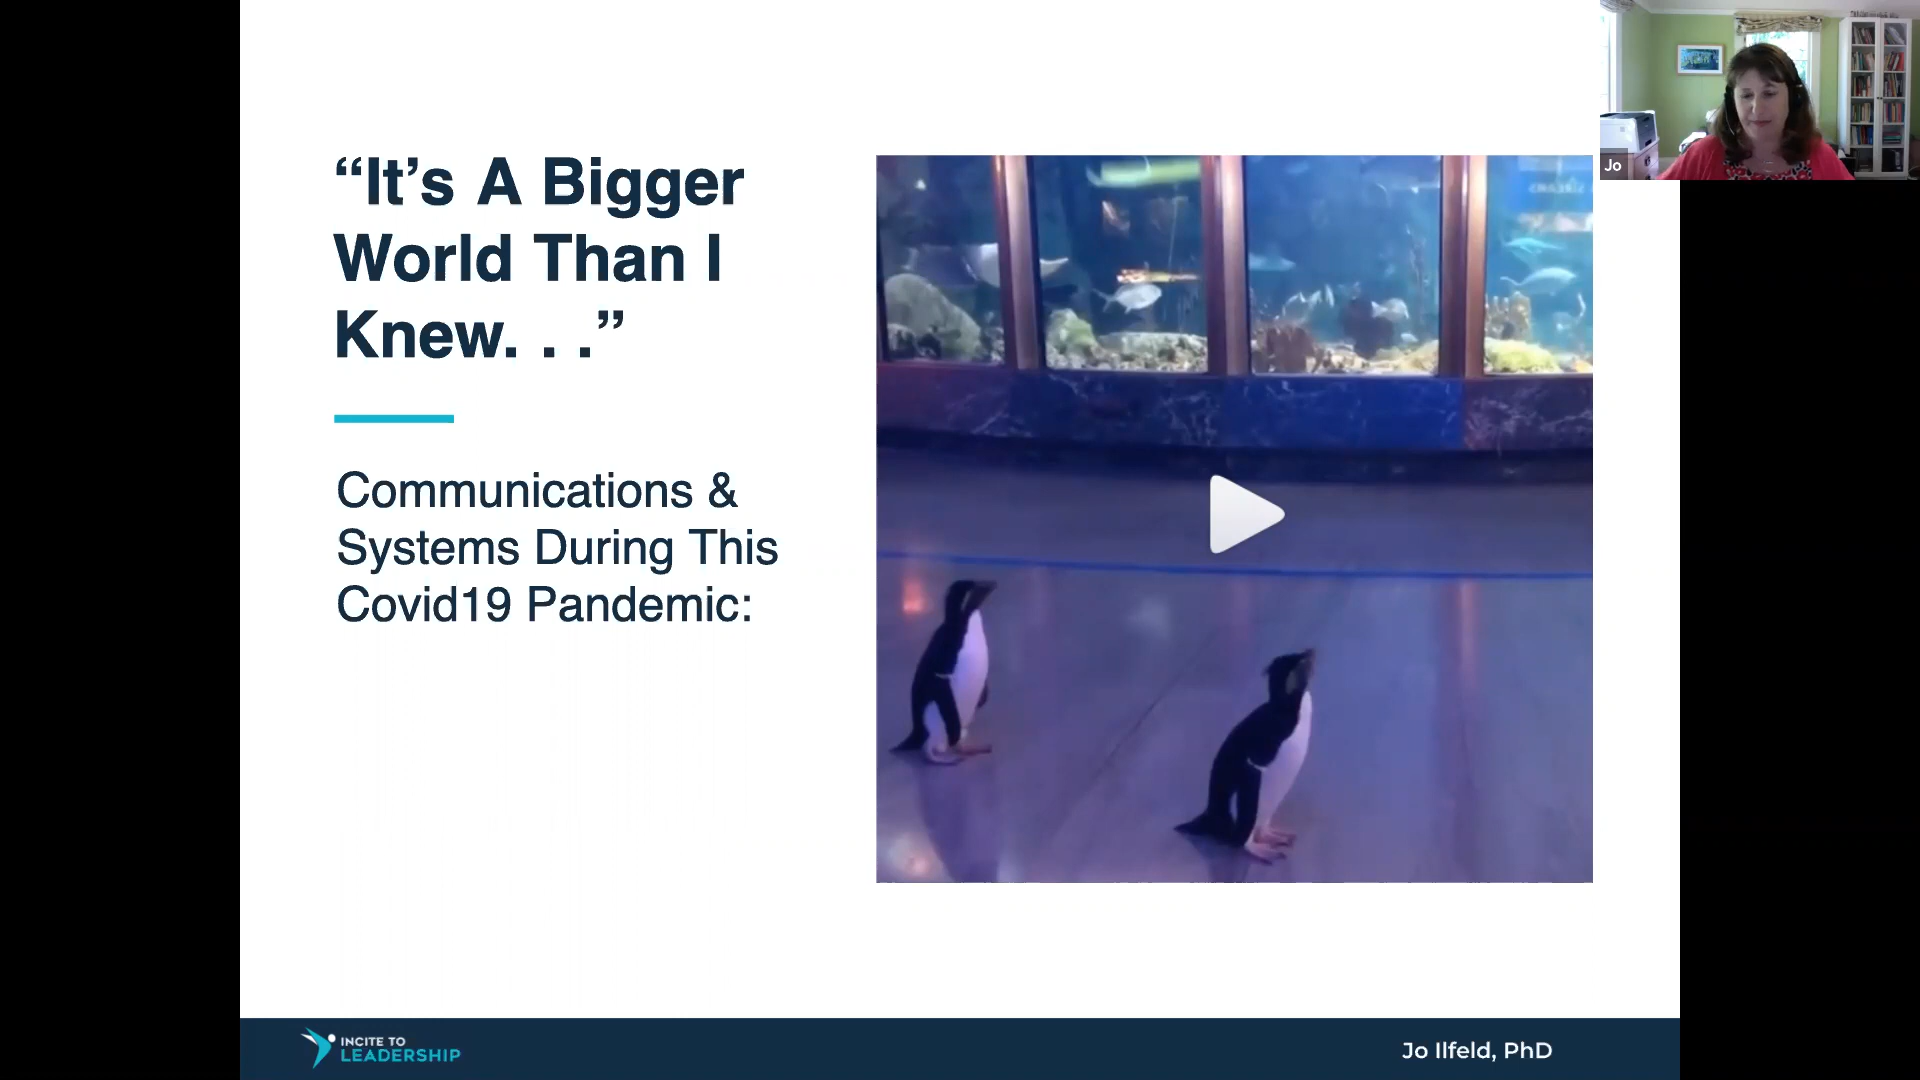 “It’s A Bigger
World Than I
Knew. . .”
Communications &
Systems During This
Covid19 Pandemic:
Jo
INCITE TO
LEADERSHIP
Jo Ilfeld, PhD